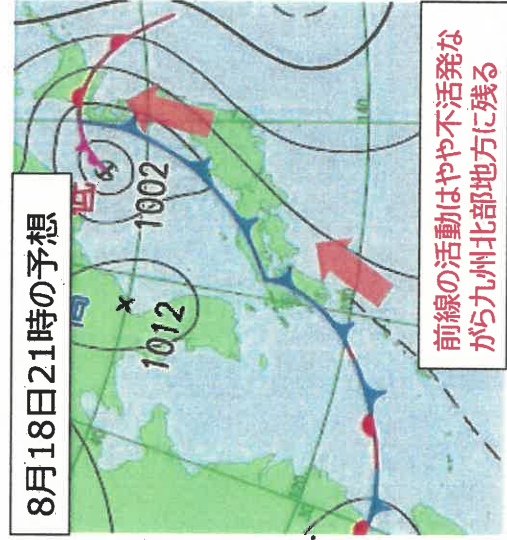 8月18日21時の予想
低
1002
高
1012
前線の活動はやや不活発な
がら九州北部地方に残る